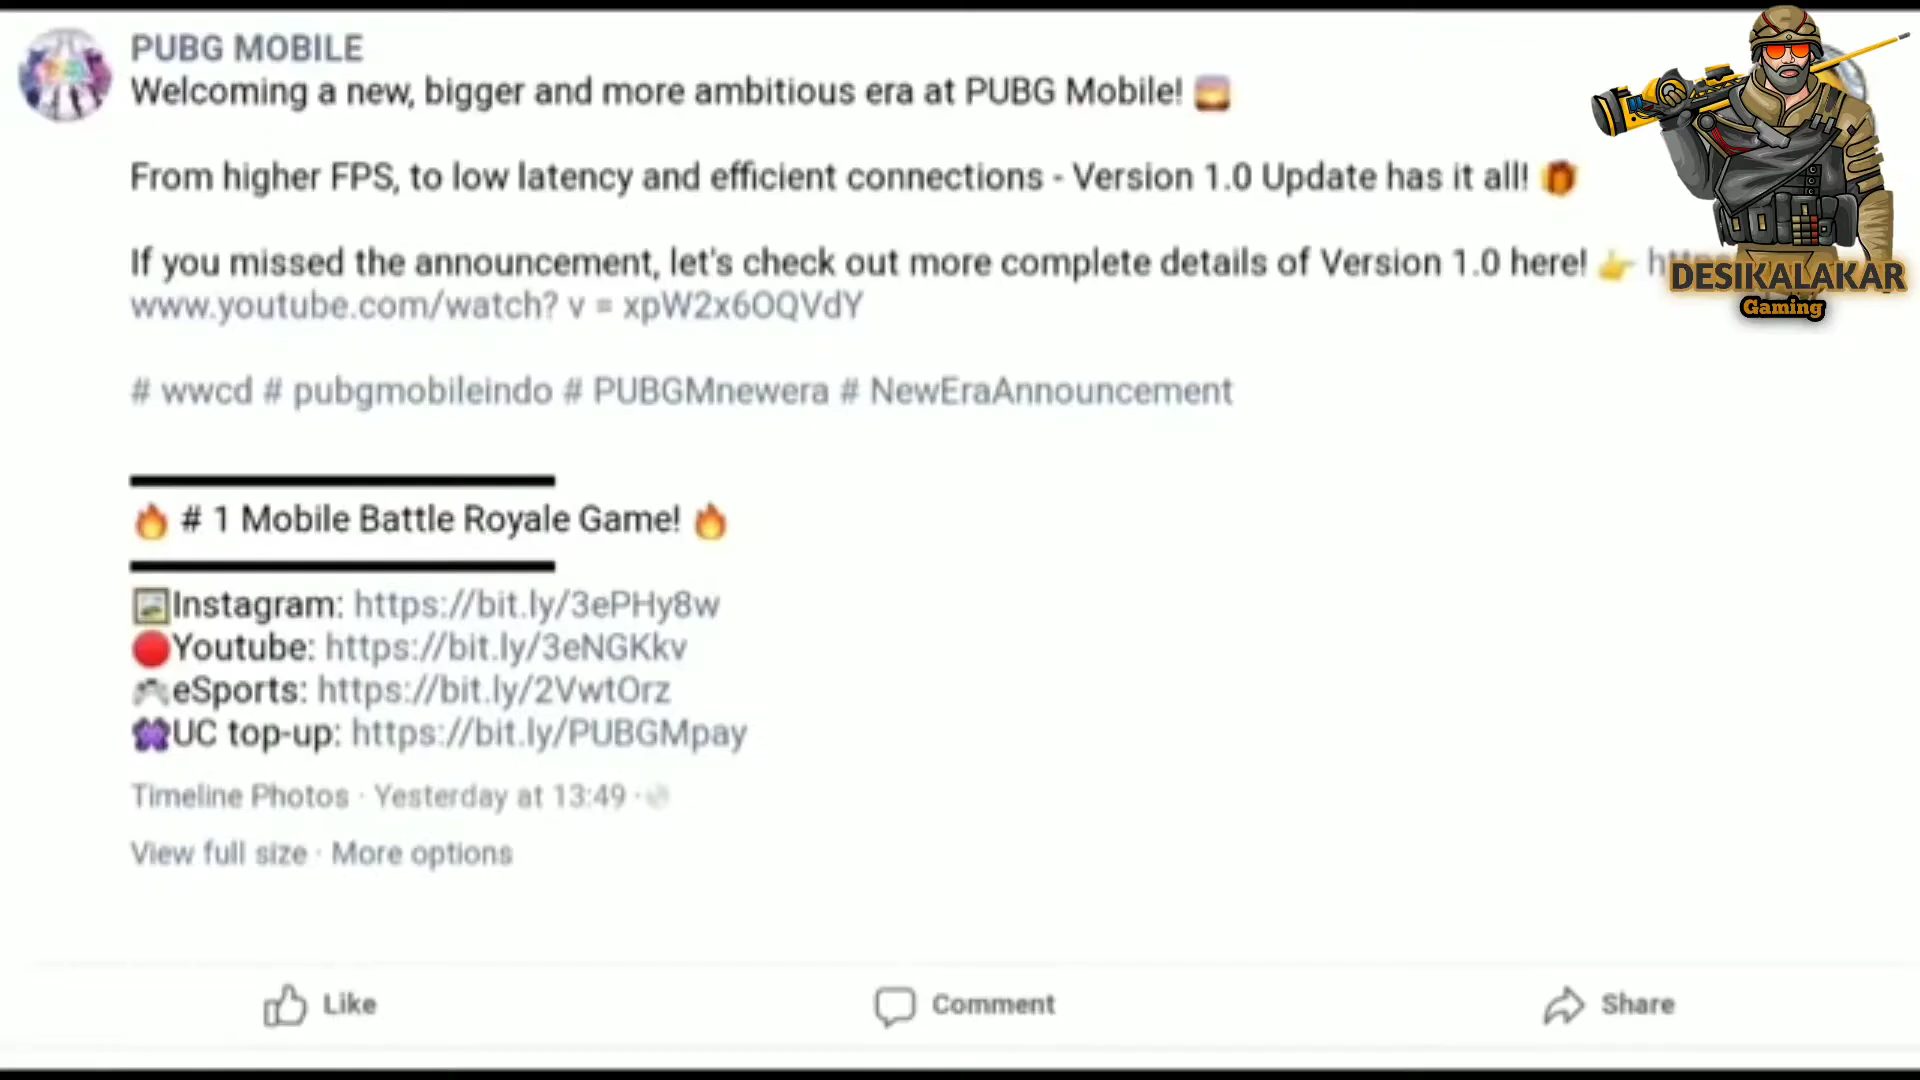 PUBG MOBILE
Welcoming a new, bigger and more ambitious era at PUBG Mobile! 🌅
From higher FPS, to low latency and efficient connections - Version 1.0 Update has it all! 🎁
If you missed the announcement, let's check out more complete details of Version 1.0 here! 👉
www.youtube.com/watch? v = xpW2x6OQVdY
# wwcd # pubgmobileindo # PUBGMnewera # NewEraAnnouncement
🔥 # 1 Mobile Battle Royale Game! 🔥
🖼Instagram: https://bit.ly/3ePHy8w
🔴Youtube: https://bit.ly/3eNGKkv
🎮eSports: https://bit.ly/2VwtOrz
👾UC top-up: https://bit.ly/PUBGMpay
Timeline Photos · Yesterday at 13:49 ·
View full size · More options
Like
Comment
Share
DESIKALAKAR
Gaming